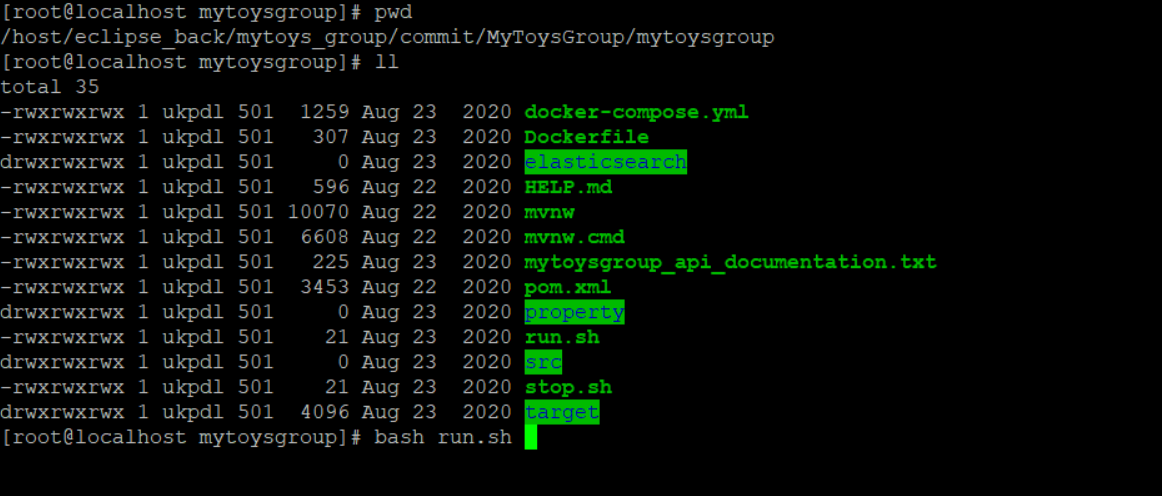 [root@localhost mytoysgroup]# pwd
/host/eclipse_back/mytoys_group/commit/MyToysGroup/mytoysgroup
[root@localhost mytoysgroup]# ll
total 35
-rwxrwxrwx 1 ukpdl 501  1259 Aug 23  2020 docker-compose.yml
-rwxrwxrwx 1 ukpdl 501   307 Aug 23  2020 Dockerfile
drwxrwxrwx 1 ukpdl 501     0 Aug 23  2020 elasticsearch
-rwxrwxrwx 1 ukpdl 501   596 Aug 22  2020 HELP.md
-rwxrwxrwx 1 ukpdl 501 10070 Aug 22  2020 mvnw
-rwxrwxrwx 1 ukpdl 501  6608 Aug 22  2020 mvnw.cmd
-rwxrwxrwx 1 ukpdl 501   225 Aug 23  2020 mytoysgroup_api_documentation.txt
-rwxrwxrwx 1 ukpdl 501  3453 Aug 22  2020 pom.xml
drwxrwxrwx 1 ukpdl 501     0 Aug 23  2020 property
-rwxrwxrwx 1 ukpdl 501    21 Aug 23  2020 run.sh
drwxrwxrwx 1 ukpdl 501     0 Aug 23  2020 src
-rwxrwxrwx 1 ukpdl 501    21 Aug 23  2020 stop.sh
drwxrwxrwx 1 ukpdl 501  4096 Aug 23  2020 target
[root@localhost mytoysgroup]# bash run.sh